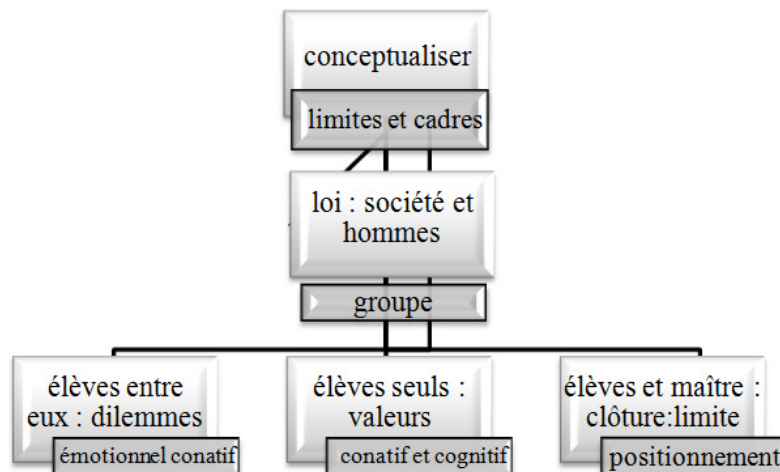 conceptualiser
limites et cadres
loi : société et
hommes
groupe
élèves entre
eux : dilemmes
émotionnel conatif
élèves seuls :
valeurs
conatif et cognitif
élèves et maître :
clôture:limite
positionnement